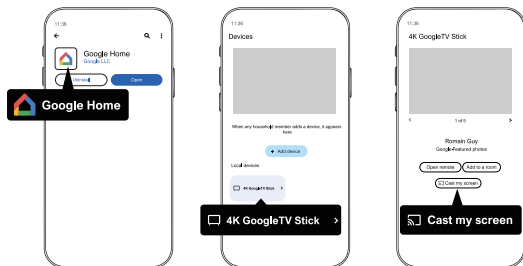 11:36
Google Home
Google LLC
Uninstall
Open
Google Home
11:36
Devices
When any household member adds a device, it appears
here
+ Add device
Local devices
4K GoogleTV Stick
4K GoogleTV Stick
11:36
4K GoogleTV Stick
1 of 5
Romain Guy
Google Featured photos
Open remote
Add to a room
Cast my screen
Cast my screen